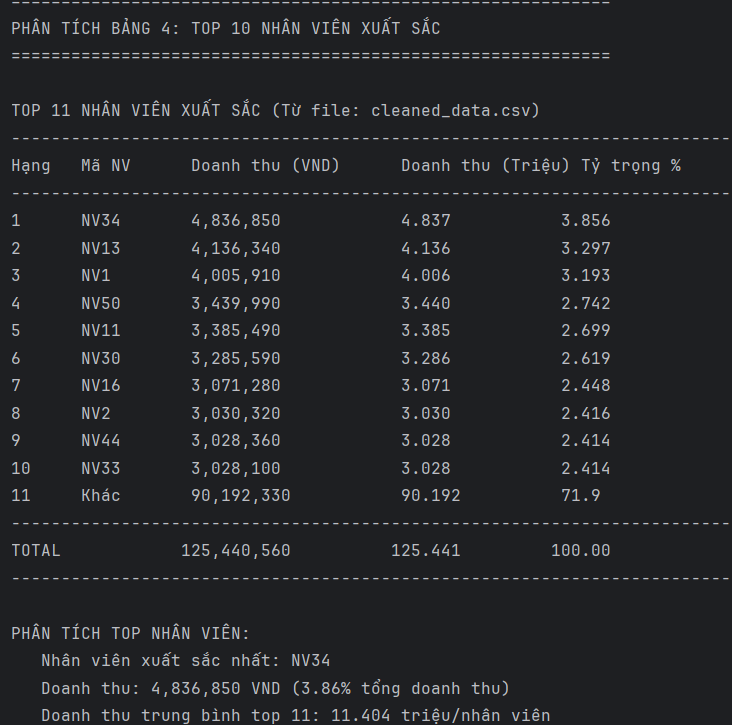 ============================================================
PHÂN TÍCH BẢNG 4: TOP 10 NHÂN VIÊN XUẤT SẮC
============================================================
TOP 11 NHÂN VIÊN XUẤT SẮC (Từ file: cleaned_data.csv)
------------------------------------------------------------------------
Hạng Mã NV Doanh thu (VND) Doanh thu (Triệu) Tỷ trọng %
------------------------------------------------------------------------
1 NV34 4,836,850 4.837 3.856
2 NV13 4,136,340 4.136 3.297
3 NV1 4,005,910 4.006 3.193
4 NV50 3,439,990 3.440 2.742
5 NV11 3,385,490 3.385 2.699
6 NV30 3,285,590 3.286 2.619
7 NV16 3,071,280 3.071 2.448
8 NV2 3,030,320 3.030 2.416
9 NV44 3,028,360 3.028 2.414
10 NV33 3,028,100 3.028 2.414
11 Khác 90,192,330 90.192 71.9
------------------------------------------------------------------------
TOTAL 125,440,560 125.441 100.00
------------------------------------------------------------------------
PHÂN TÍCH TOP NHÂN VIÊN:
Nhân viên xuất sắc nhất: NV34
Doanh thu: 4,836,850 VND (3.86% tổng doanh thu)
Doanh thu trung bình top 11: 11.404 triệu/nhân viên